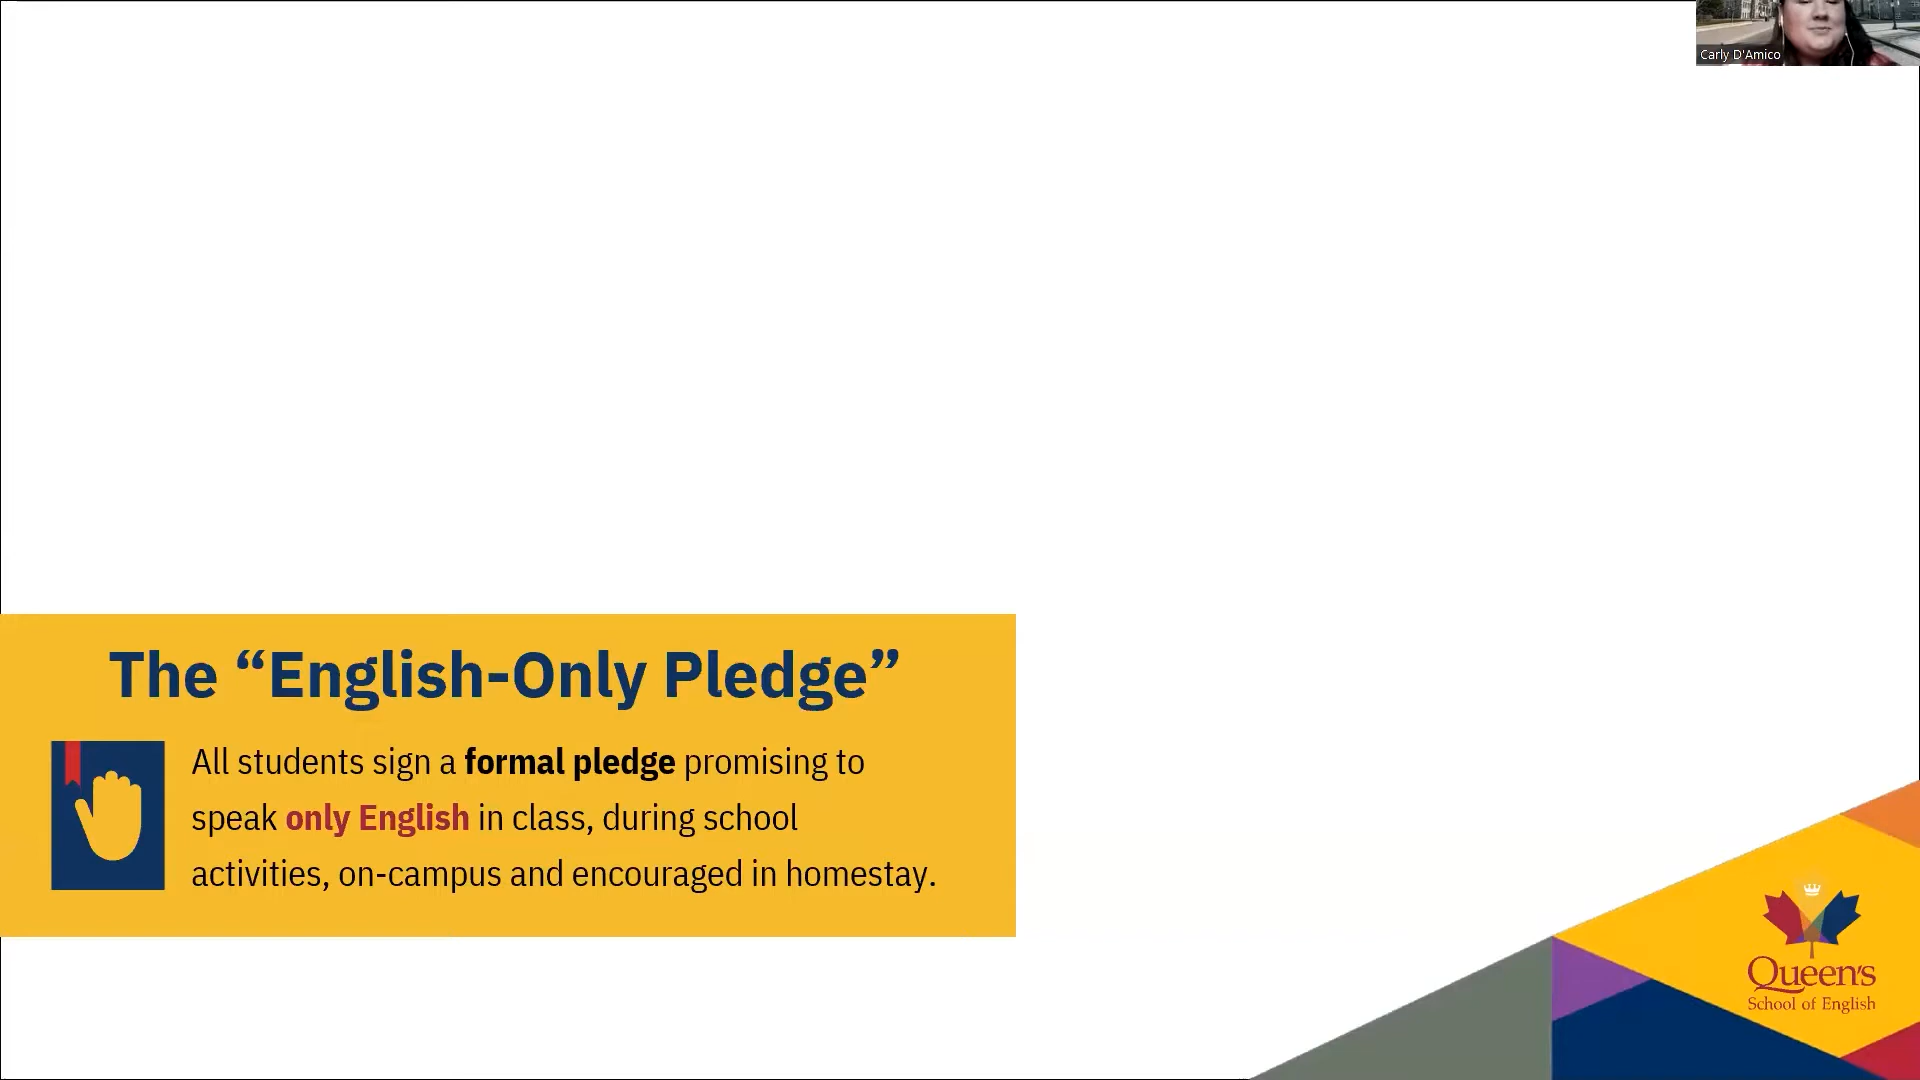 Carly D'Amico
The “English-Only Pledge”
All students sign a formal pledge promising to
speak only English in class, during school
activities, on-campus and encouraged in homestay.
Queen's
School of English